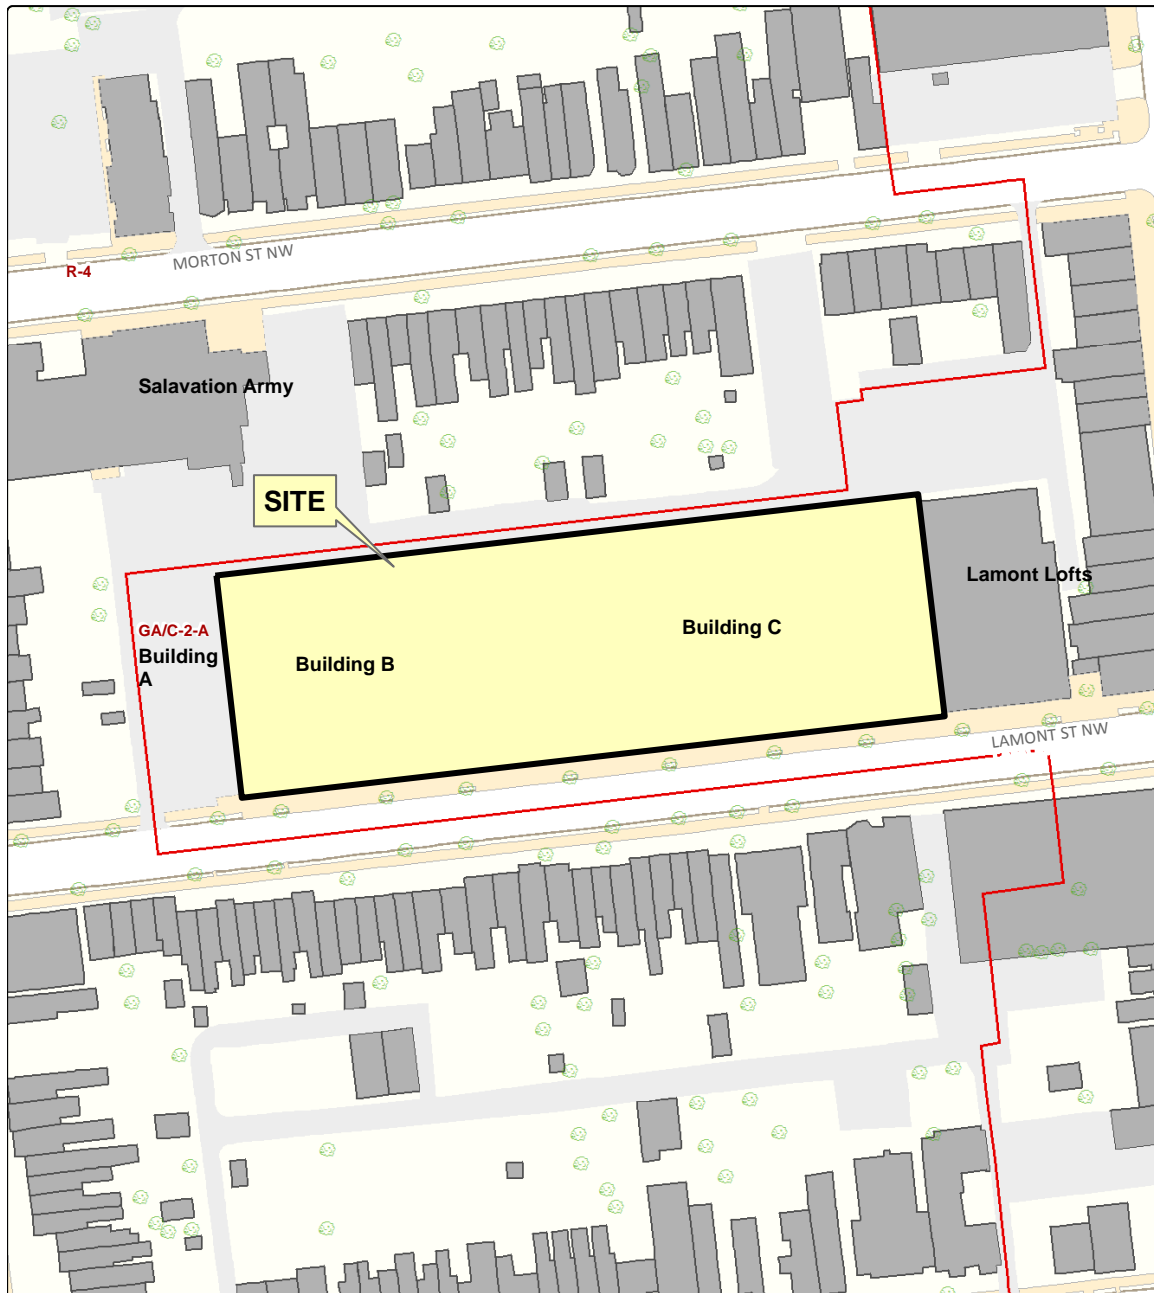 MORTON ST NW
R-4
Salavation Army
SITE
Lamont Lofts
GA/C-2-A
Building
A
Building B
Building C
LAMONT ST NW